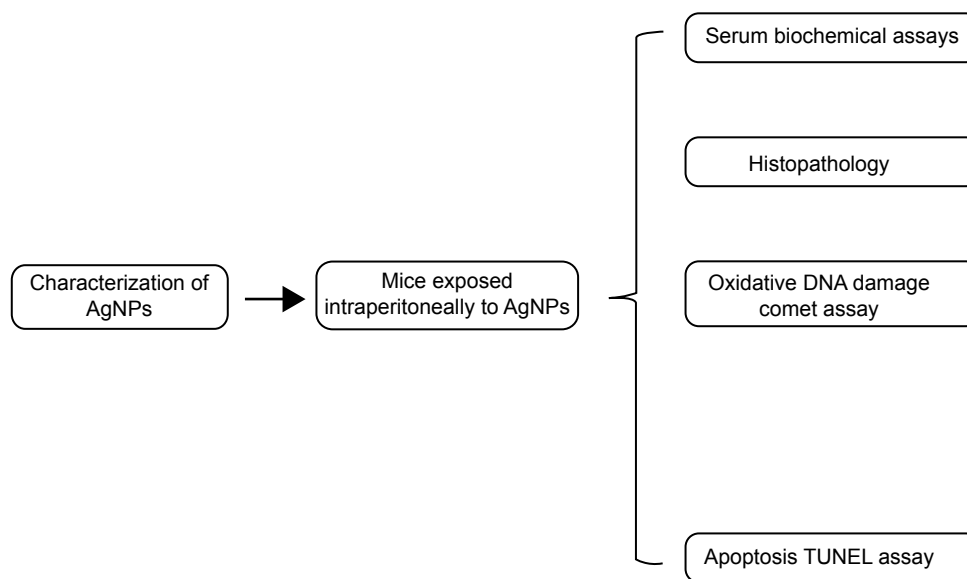 Serum biochemical assays
Histopathology
Characterization of
AgNPs
Mice exposed
intraperitoneally to AgNPs
Oxidative DNA damage
comet assay
Apoptosis TUNEL assay